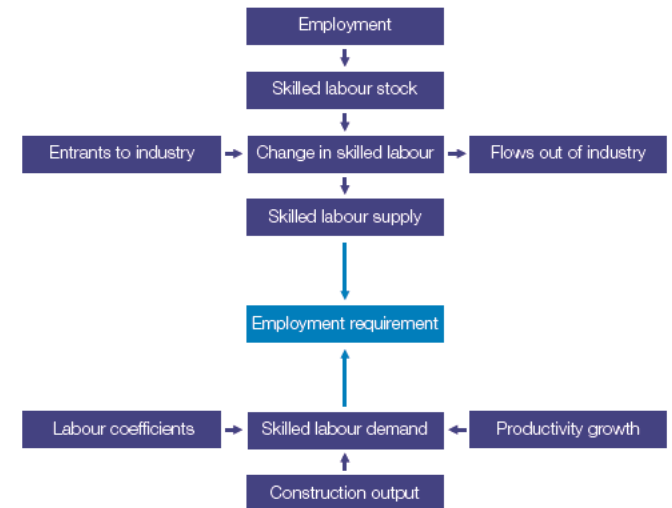 Employment
Skilled labour stock
Entrants to industry
Change in skilled labour
Flows out of industry
Skilled labour supply
Employment requirement
Labour coefficients
Skilled labour demand
Productivity growth
Construction output